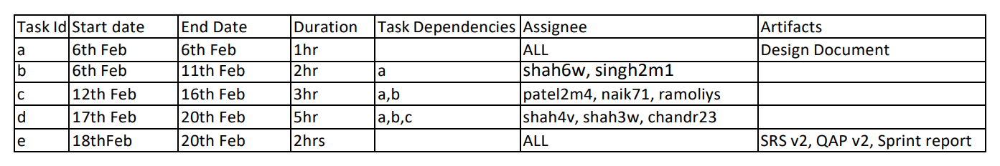 Task Id Start date End Date Duration Task Dependencies Assignee Artifacts
a 6th Feb 6th Feb 1hr ALL Design Document
b 6th Feb 11th Feb 2hr a shah6w, singh2m1
c 12th Feb 16th Feb 3hr a,b patel2m4, naik71, ramoliys
d 17th Feb 20th Feb 5hr a,b,c shah4v, shah3w, chandr23
e 18thFeb 20th Feb 2hrs ALL SRS v2, QAP v2, Sprint report